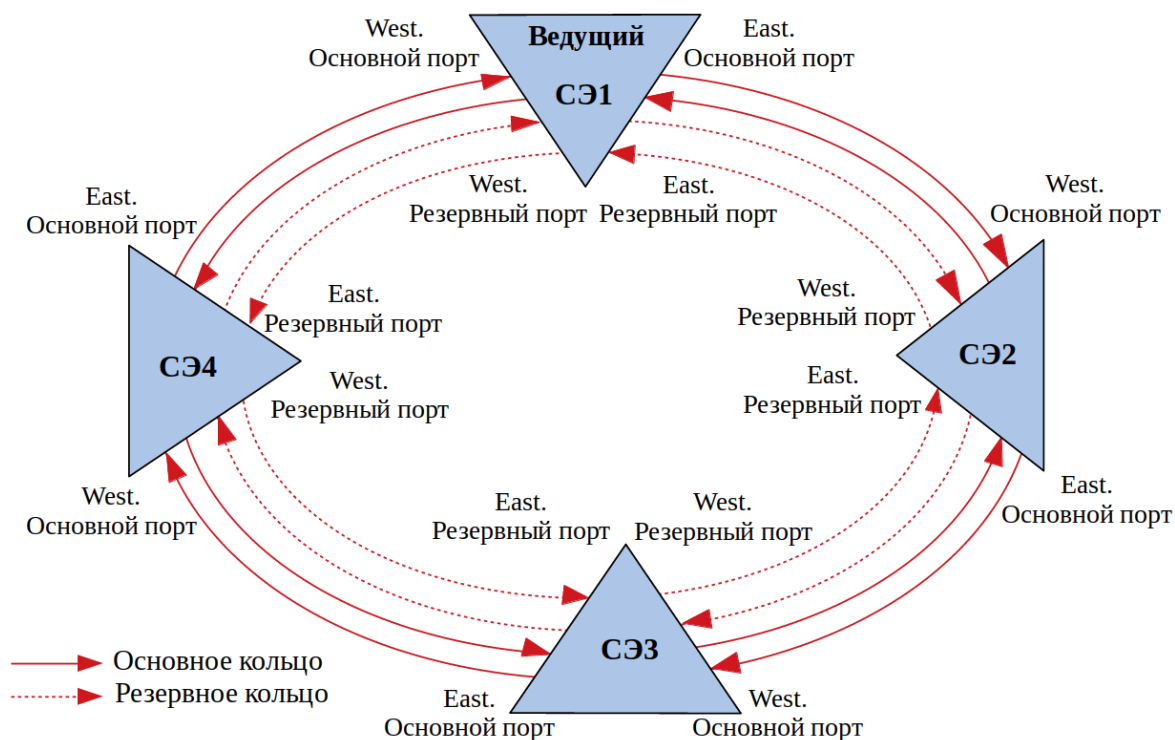 West.
Основной порт
Ведущий
СЭ1
East.
Основной порт
West.
Резервный порт
East.
Резервный порт
East.
Основной порт
West.
Основной порт
East.
Резервный порт
West.
Резервный порт
СЭ4
СЭ2
West.
Резервный порт
East.
Резервный порт
West.
Основной порт
East.
Основной порт
East.
Резервный порт
West.
Резервный порт
СЭ3
Основное кольцо
Резервное кольцо
East.
Основной порт
West.
Основной порт